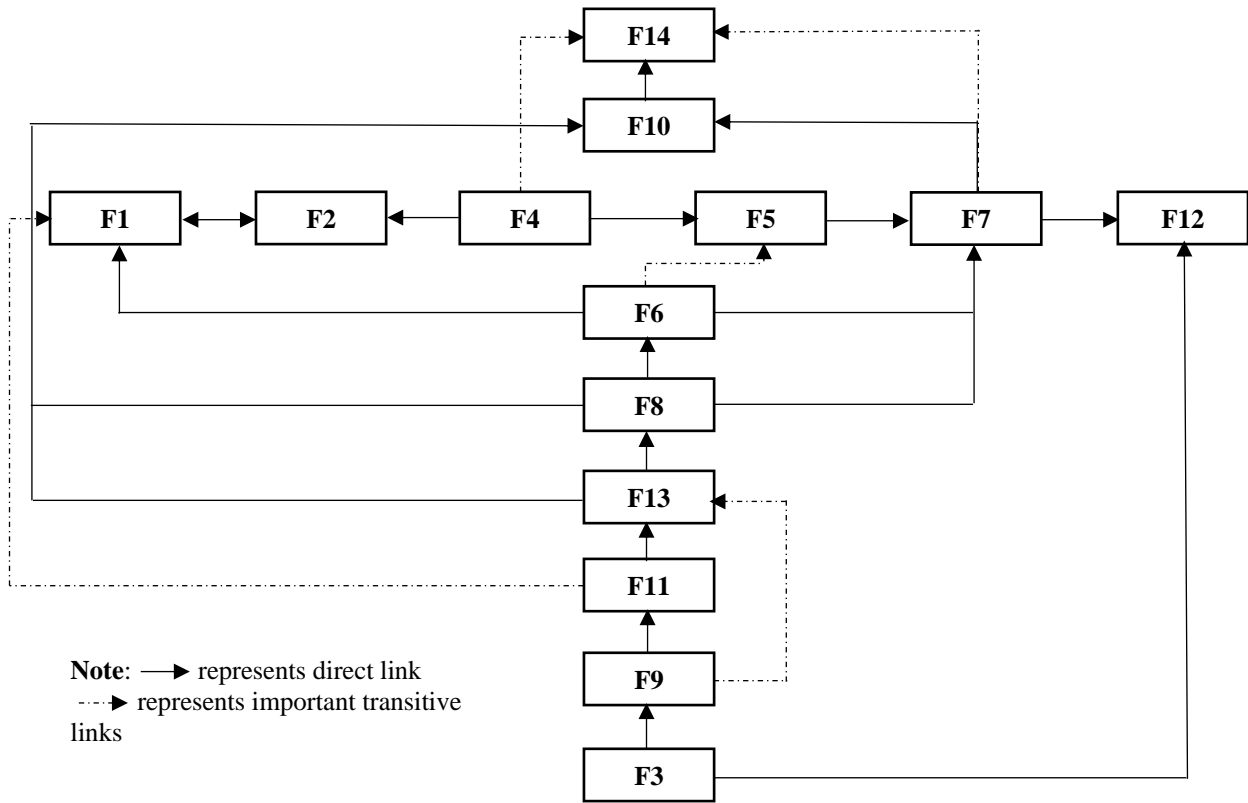 F14
F10
F1
F2
F4
F5
F7
F12
F6
F8
F13
F11
F9
F3
Note: represents direct link
represents important transitive
links